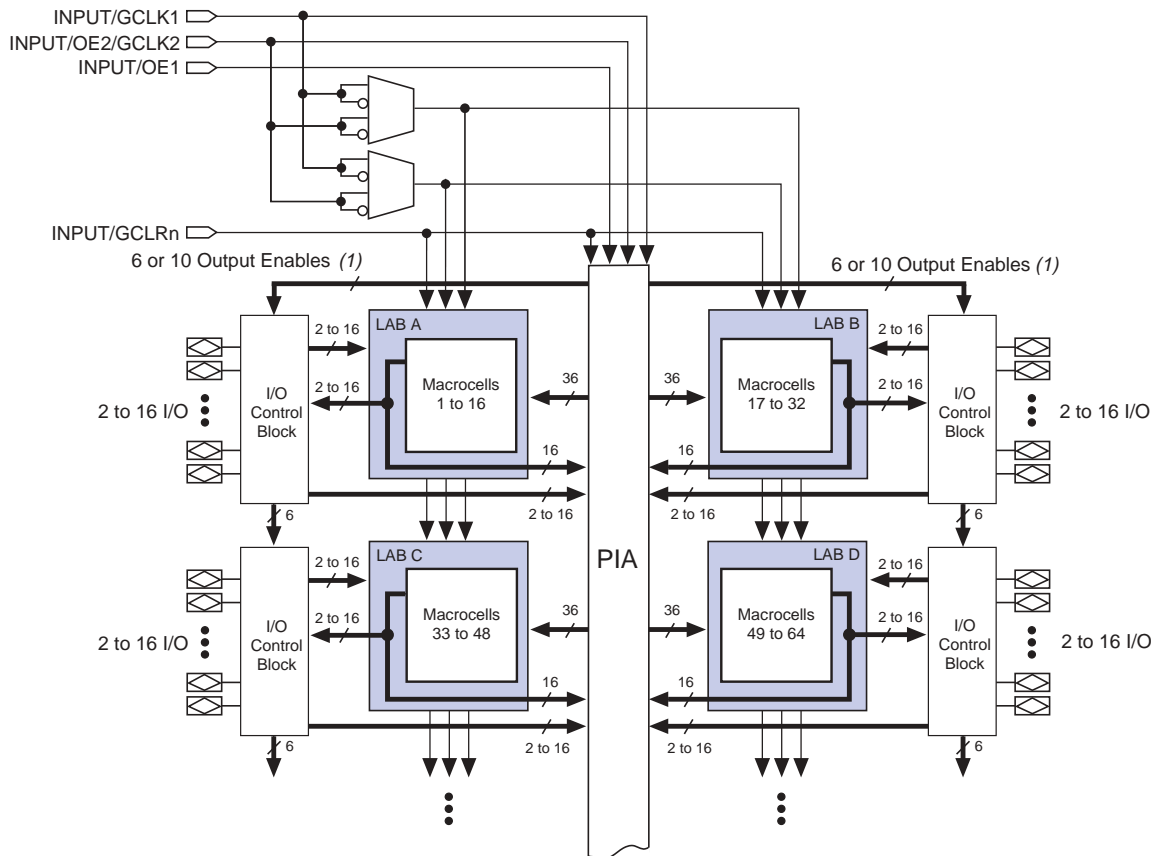 INPUT/GCLK1
INPUT/OE2/GCLK2
INPUT/OE1
INPUT/GCLRn
6 or 10 Output Enables (1)
6 or 10 Output Enables (1)
LAB A
LAB B
2 to 16
2 to 16
2 to 16 I/O
I/O
Control
Block
2 to 16
Macrocells
1 to 16
36
36
Macrocells
17 to 32
2 to 16
I/O
Control
Block
2 to 16 I/O
16
16
2 to 16
2 to 16
6
6
PIA
LAB C
LAB D
2 to 16
2 to 16
2 to 16 I/O
I/O
Control
Block
2 to 16
Macrocells
33 to 48
36
36
Macrocells
49 to 64
2 to 16
I/O
Control
Block
2 to 16 I/O
16
16
2 to 16
2 to 16
6
6